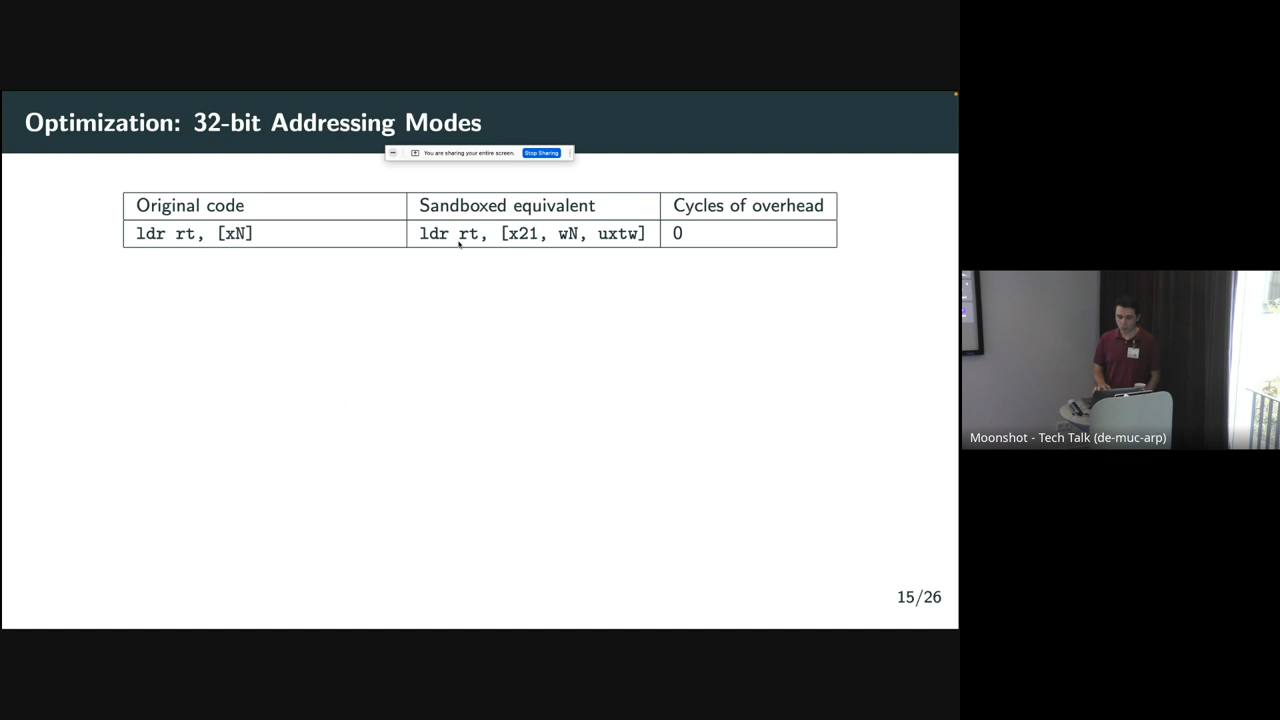 Optimization: 32-bit Addressing Modes
You are sharing your entire screen. Stop Sharing
Original code Sandboxed equivalent Cycles of overhead
ldr rt, [xN] ldr rt, [x21, wN, uxtw] 0
Moonshot - Tech Talk (de-muc-arp)
15/26